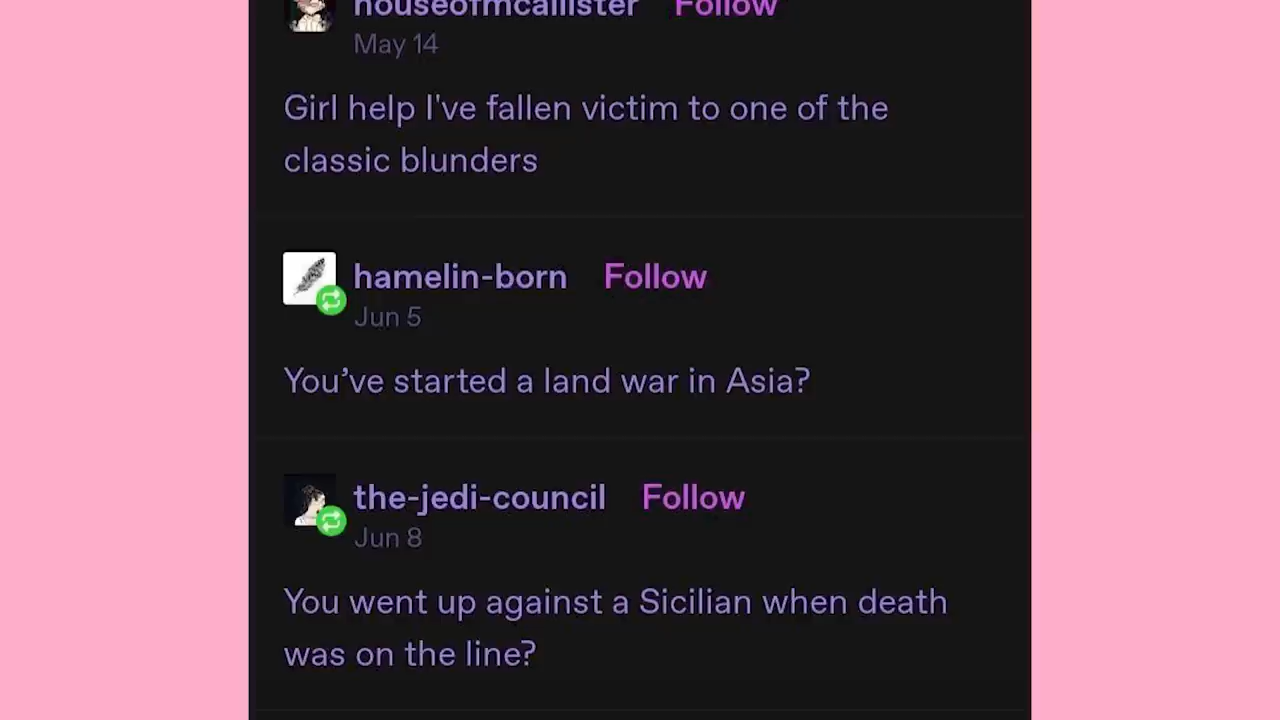 houseofmcallister Follow
May 14
Girl help I've fallen victim to one of the
classic blunders
hamelin-born Follow
Jun 5
You’ve started a land war in Asia?
the-jedi-council Follow
Jun 8
You went up against a Sicilian when death
was on the line?